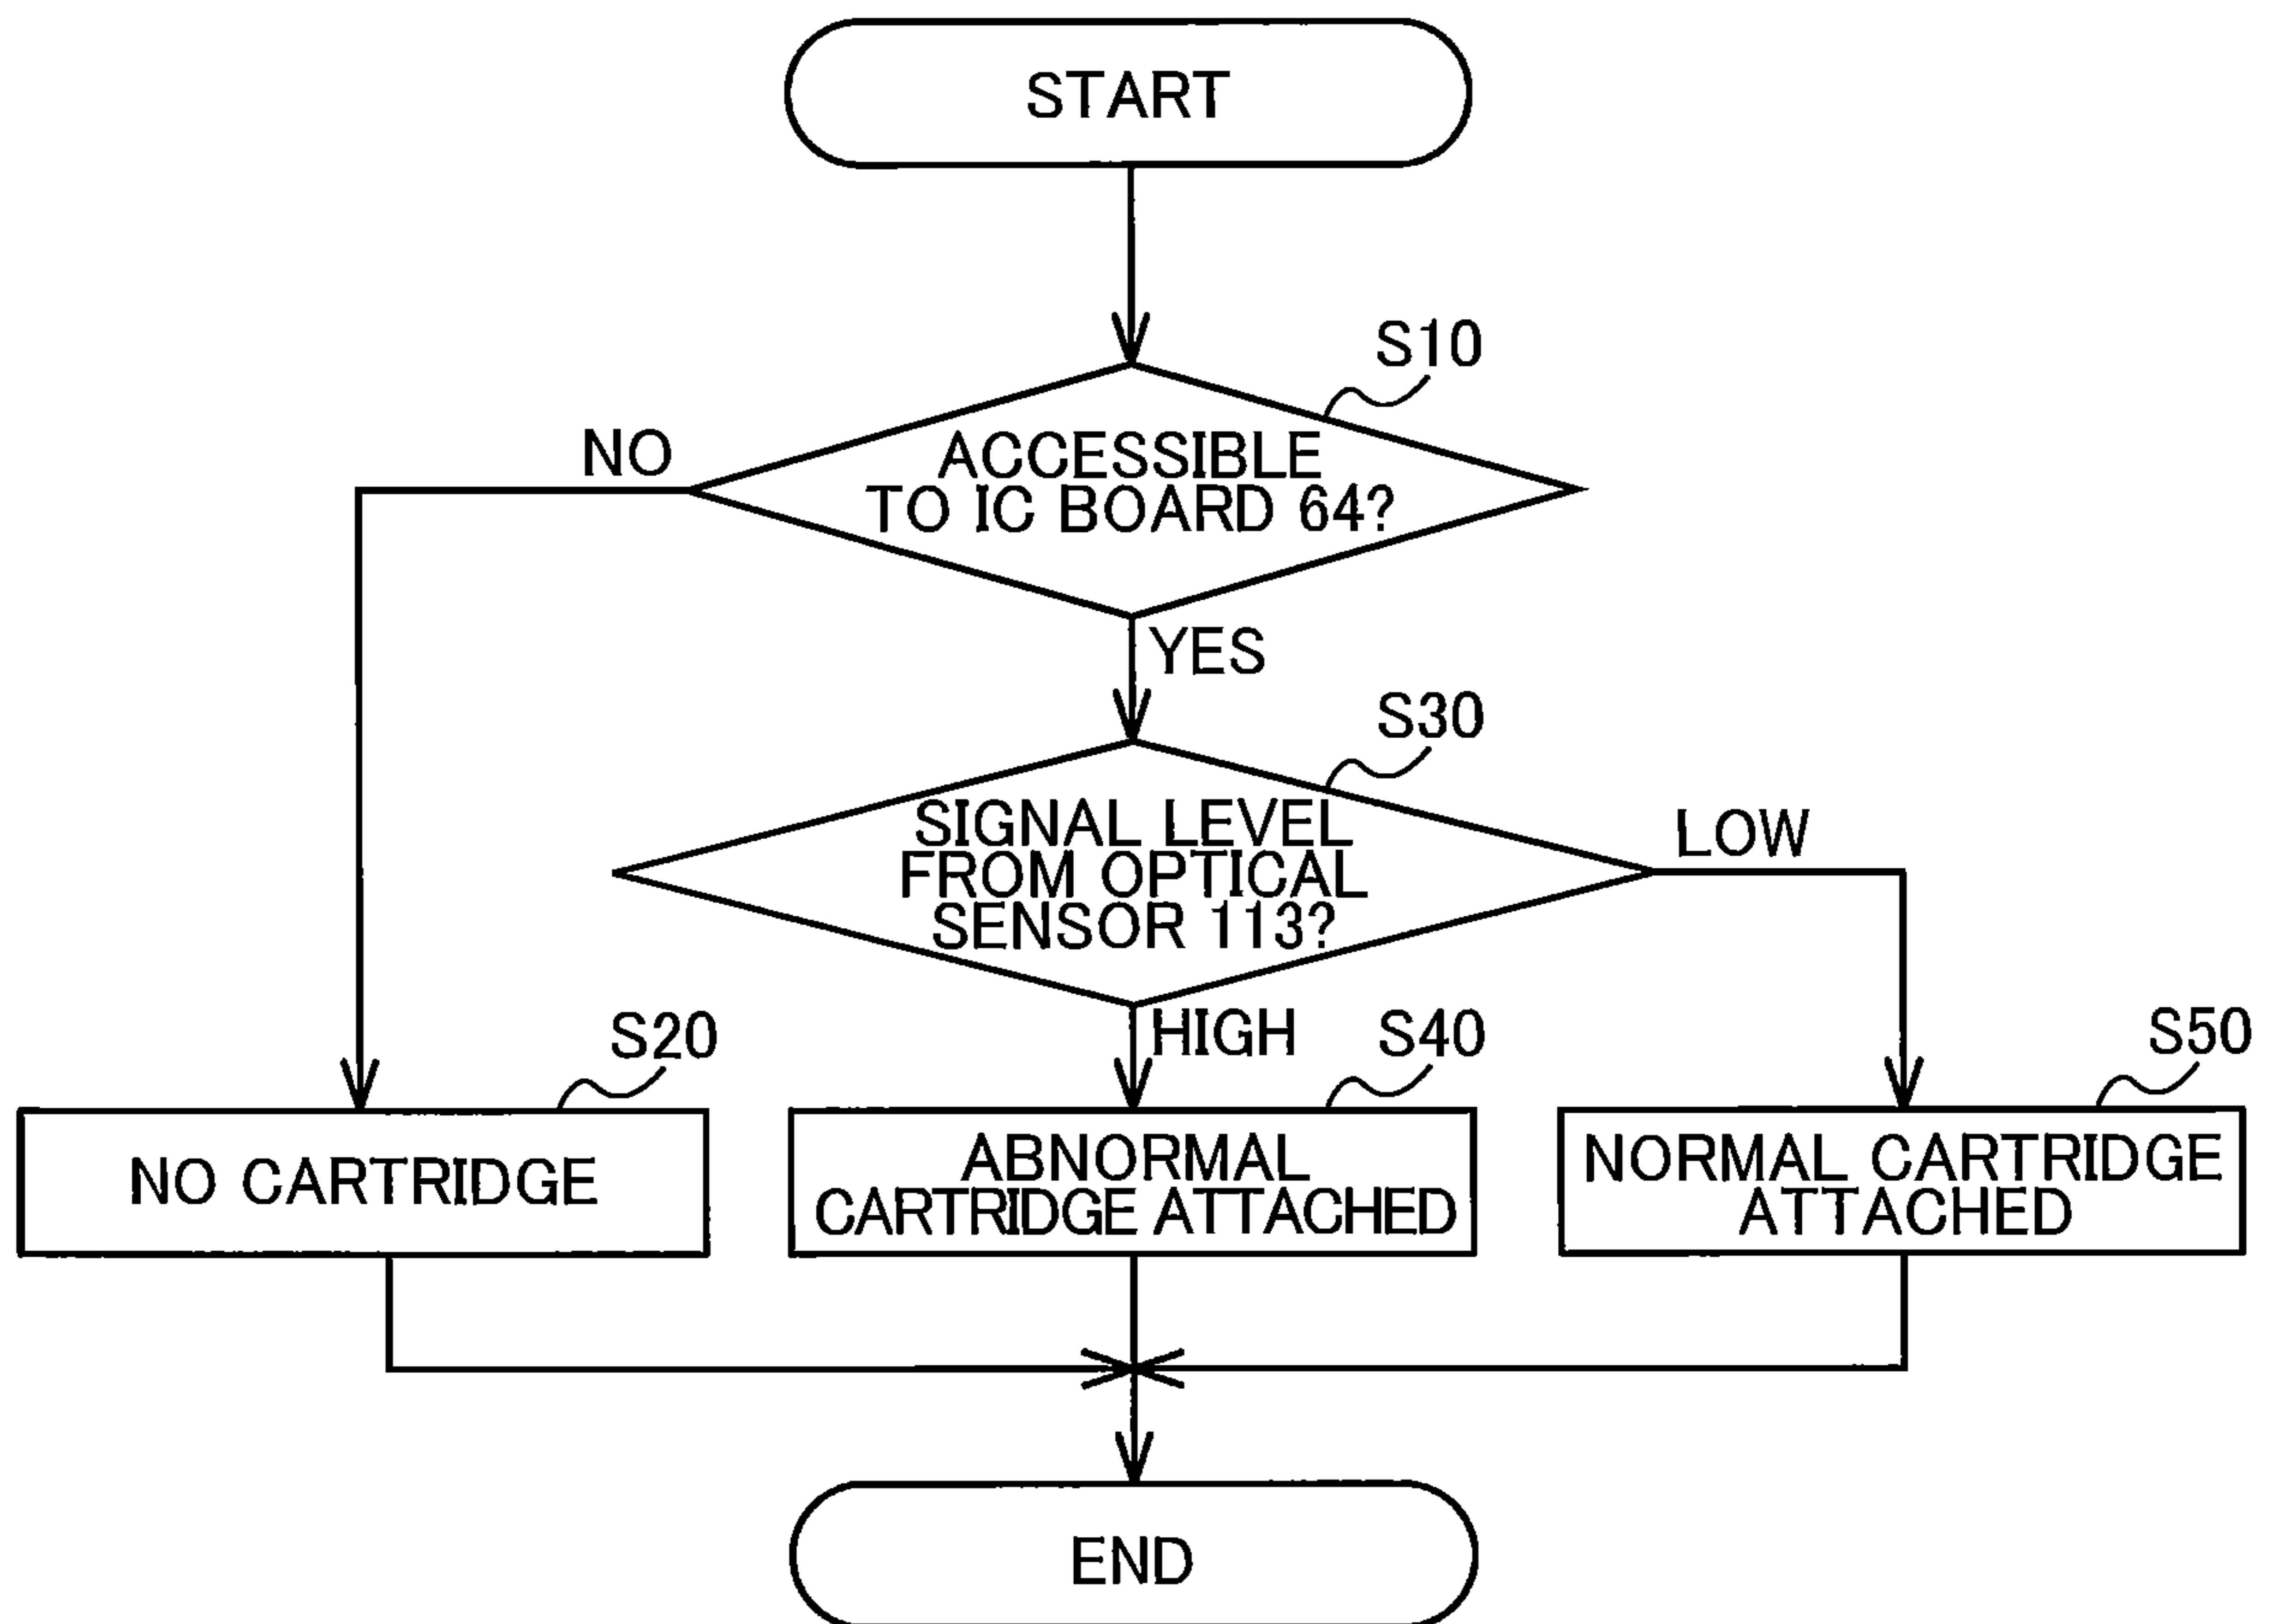 START
S10
NO
ACCESSIBLE
TO IC BOARD 64?
YES
S30
SIGNAL LEVEL
FROM OPTICAL
SENSOR 113?
LOW
HIGH
S20
NO CARTRIDGE
S40
ABNORMAL
CARTRIDGE ATTACHED
S50
NORMAL CARTRIDGE
ATTACHED
END